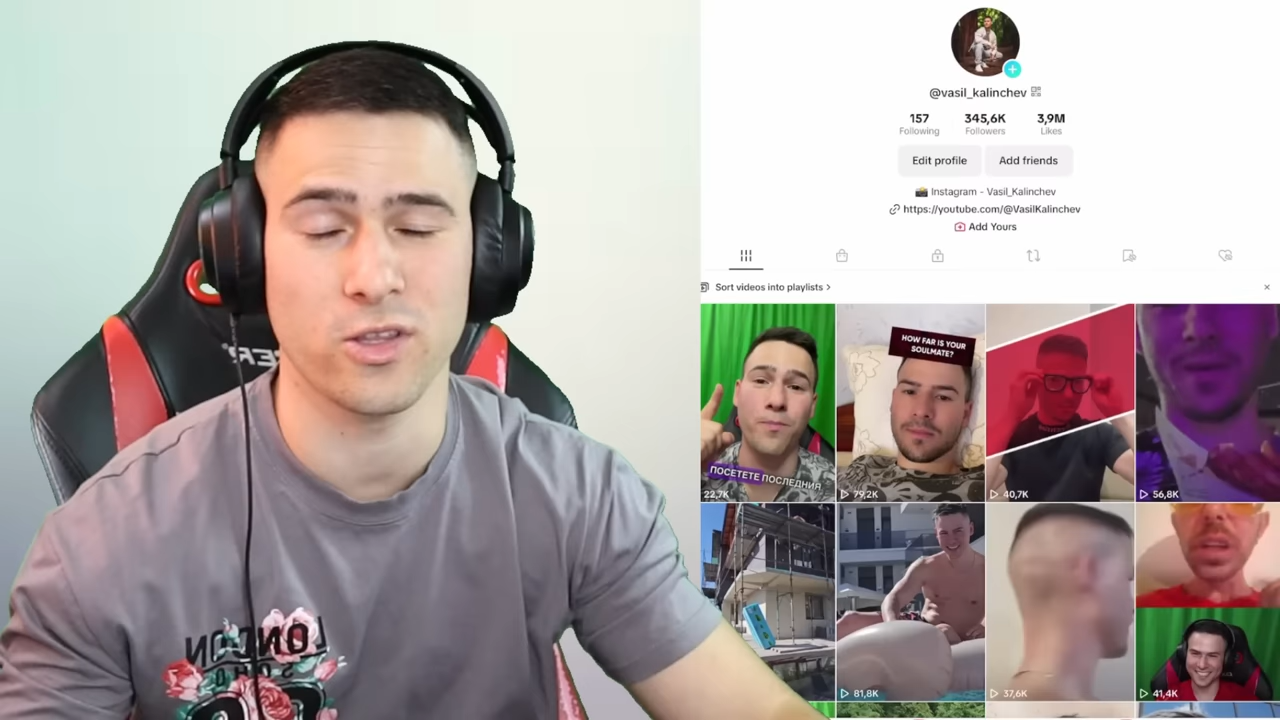 LONDON
@vasil_kalinchev
157 345,6K 3,9M
Following Followers Likes
Edit profile Add friends
Instagram - Vasil_Kalinchev
https://youtube.com/@VasilKalinchev
Add Yours
Sort videos into playlists
HOW FAR IS YOUR
SOULMATE?
ПОСЕТЕТЕ ПОСЛЕДНИЯ
22,7K 79,2K 40,7K 56,8K
81,8K 37,6K 41,4K